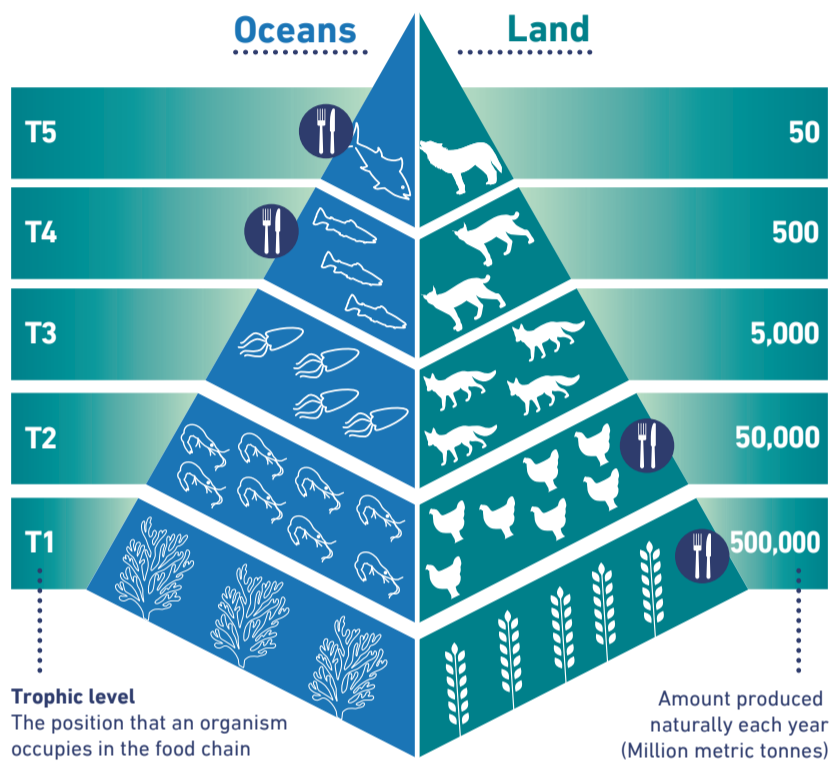 Oceans
Land
T5
50
T4
500
T3
5,000
T2
50,000
T1
500,000
Trophic level
The position that an organism
occupies in the food chain
Amount produced
naturally each year
(Million metric tonnes)